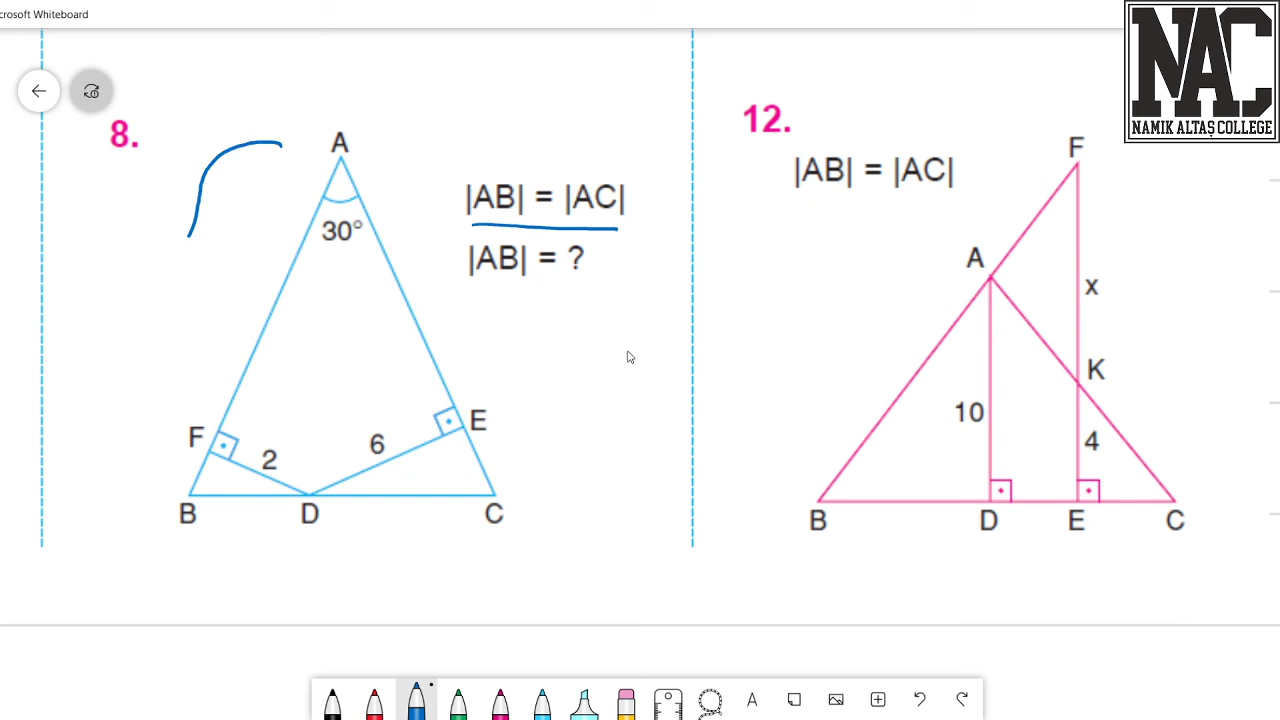 crosoft Whiteboard
NAC
NAMIK ALTAŞ COLLEGE
8.
A
|AB| = |AC|
30°
|AB| = ?
F
E
2
6
B
D
C
12.
F
|AB| = |AC|
A
x
K
10
4
B
D
E
C
A